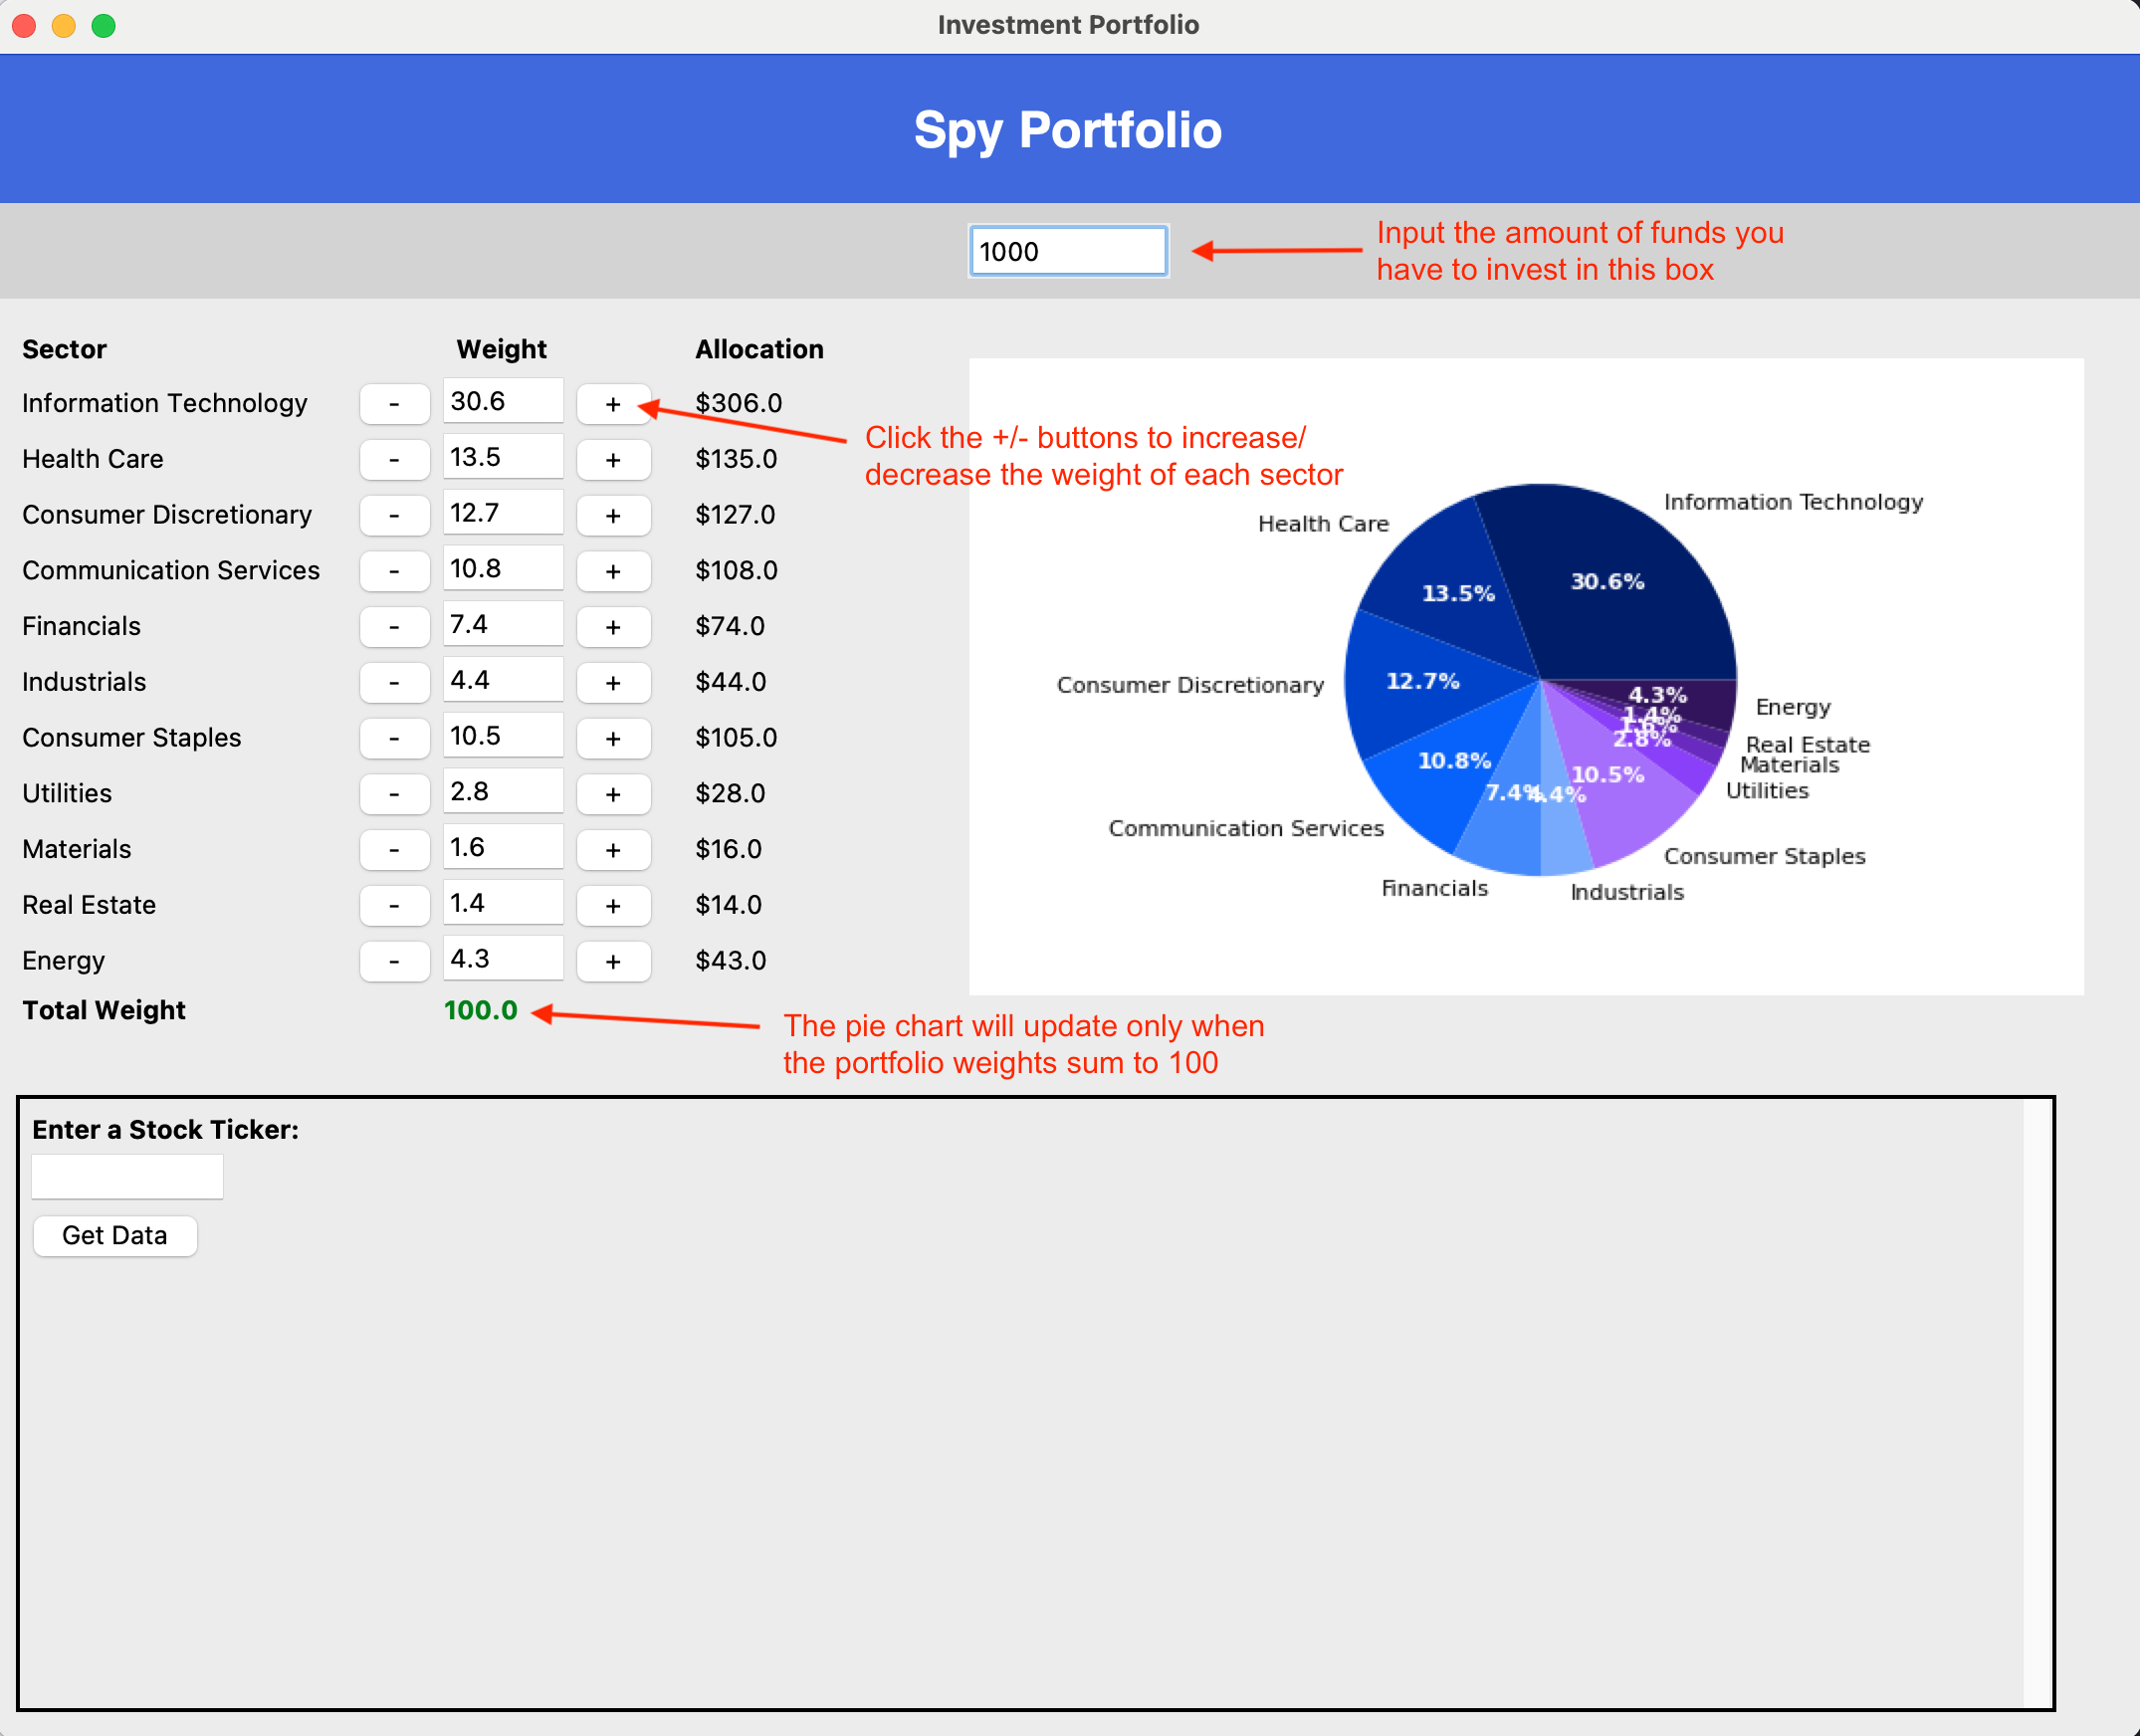 Investment Portfolio
Spy Portfolio
1000
Input the amount of funds you
have to invest in this box
Sector Weight Allocation
Information Technology - 30.6 + $306.0
Click the +/- buttons to increase/
decrease the weight of each sector
Health Care - 13.5 + $135.0
Consumer Discretionary - 12.7 + $127.0
Communication Services - 10.8 + $108.0
Financials - 7.4 + $74.0
Industrials - 4.4 + $44.0
Consumer Staples - 10.5 + $105.0
Utilities - 2.8 + $28.0
Materials - 1.6 + $16.0
Real Estate - 1.4 + $14.0
Energy - 4.3 + $43.0
Total Weight 100.0
The pie chart will update only when
the portfolio weights sum to 100
Information Technology
30.6%
Health Care
13.5%
Consumer Discretionary
12.7%
Communication Services
10.8%
Financials
7.4%
Industrials
4.4%
Consumer Staples
10.5%
Utilities
2.8%
Materials
1.6%
Real Estate
1.4%
Energy
4.3%
Enter a Stock Ticker:
Get Data